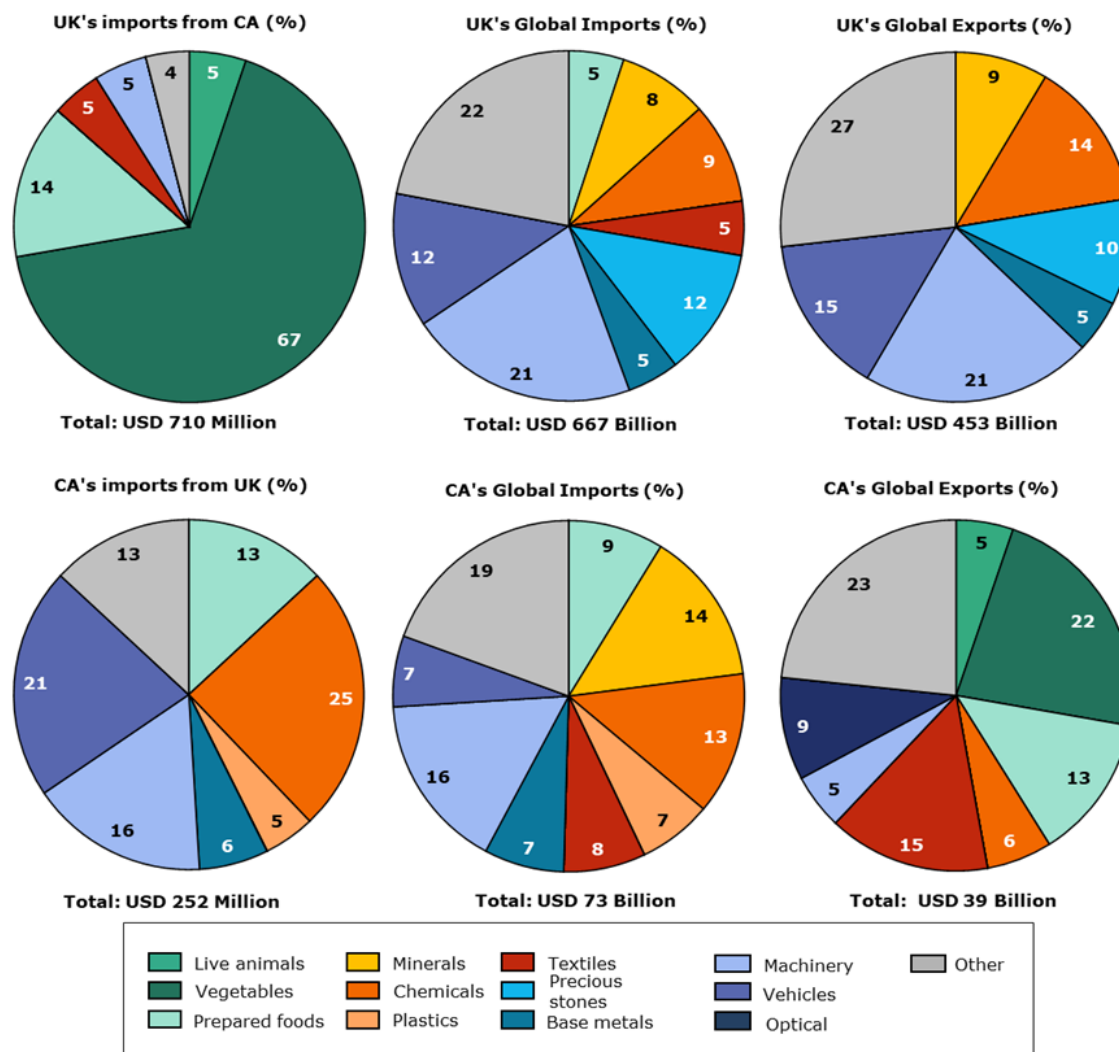 UK's imports from CA (%)
UK's Global Imports (%)
UK's Global Exports (%)
4
5
5
5
14
67
5
8
9
5
12
5
21
12
22
9
14
10
5
21
15
27
Total: USD 710 Million
Total: USD 667 Billion
Total: USD 453 Billion
CA's imports from UK (%)
CA's Global Imports (%)
CA's Global Exports (%)
13
25
5
6
16
21
13
9
14
13
7
8
7
16
7
19
5
22
13
6
15
5
9
23
Total: USD 252 Million
Total: USD 73 Billion
Total: USD 39 Billion
Live animals
Vegetables
Prepared foods
Minerals
Chemicals
Plastics
Textiles
Precious
stones
Base metals
Machinery
Vehicles
Optical
Other